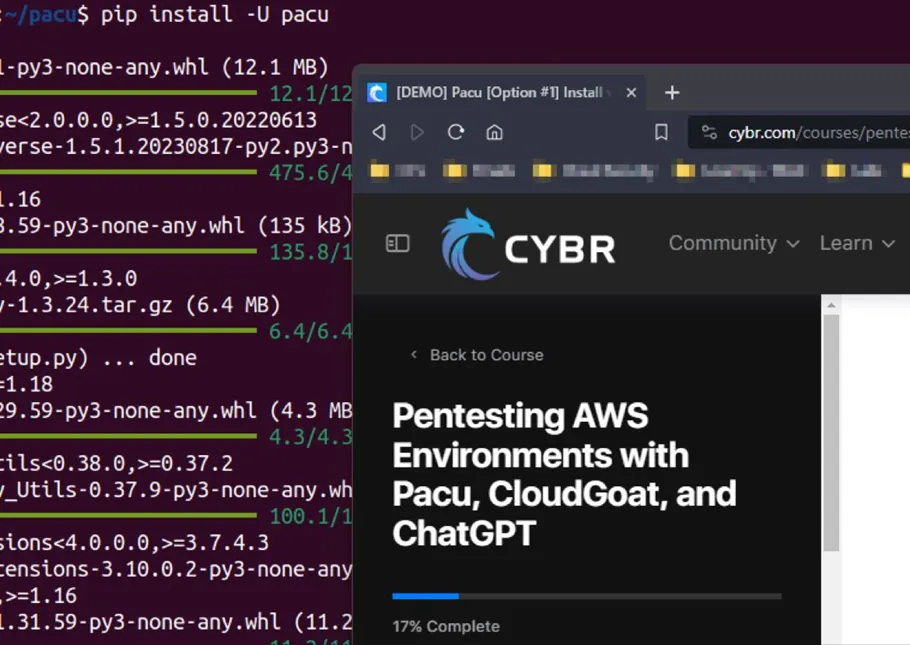 :~/pacu$ pip install -U pacu
-py3-none-any.whl (12.1 MB)
12.1/12
se<2.0.0.0,>=1.5.0.20220613
verse-1.5.1.20230817-py2.py3-n
475.6/4
1.16
.59-py3-none-any.whl (135 kB)
135.8/1
.4.0,>=1.3.0
y-1.3.24.tar.gz (6.4 MB)
6.4/6.4
etup.py) ... done
=1.18
29.59-py3-none-any.whl (4.3 MB
4.3/4.3
tils<0.38.0,>=0.37.2
y_Utils-0.37.9-py3-none-any.wh
100.1/1
sions<4.0.0.0,>=3.7.4.3
tensions-3.10.0.2-py3-none-any
,>=1.16
1.31.59-py3-none-any.whl (11.2
[DEMO] Pacu [Option #1] Install
cybr.com/courses/pentes
CYBR
Community
Learn
Back to Course
Pentesting AWS
Environments with
Pacu, CloudGoat, and
ChatGPT
17% Complete